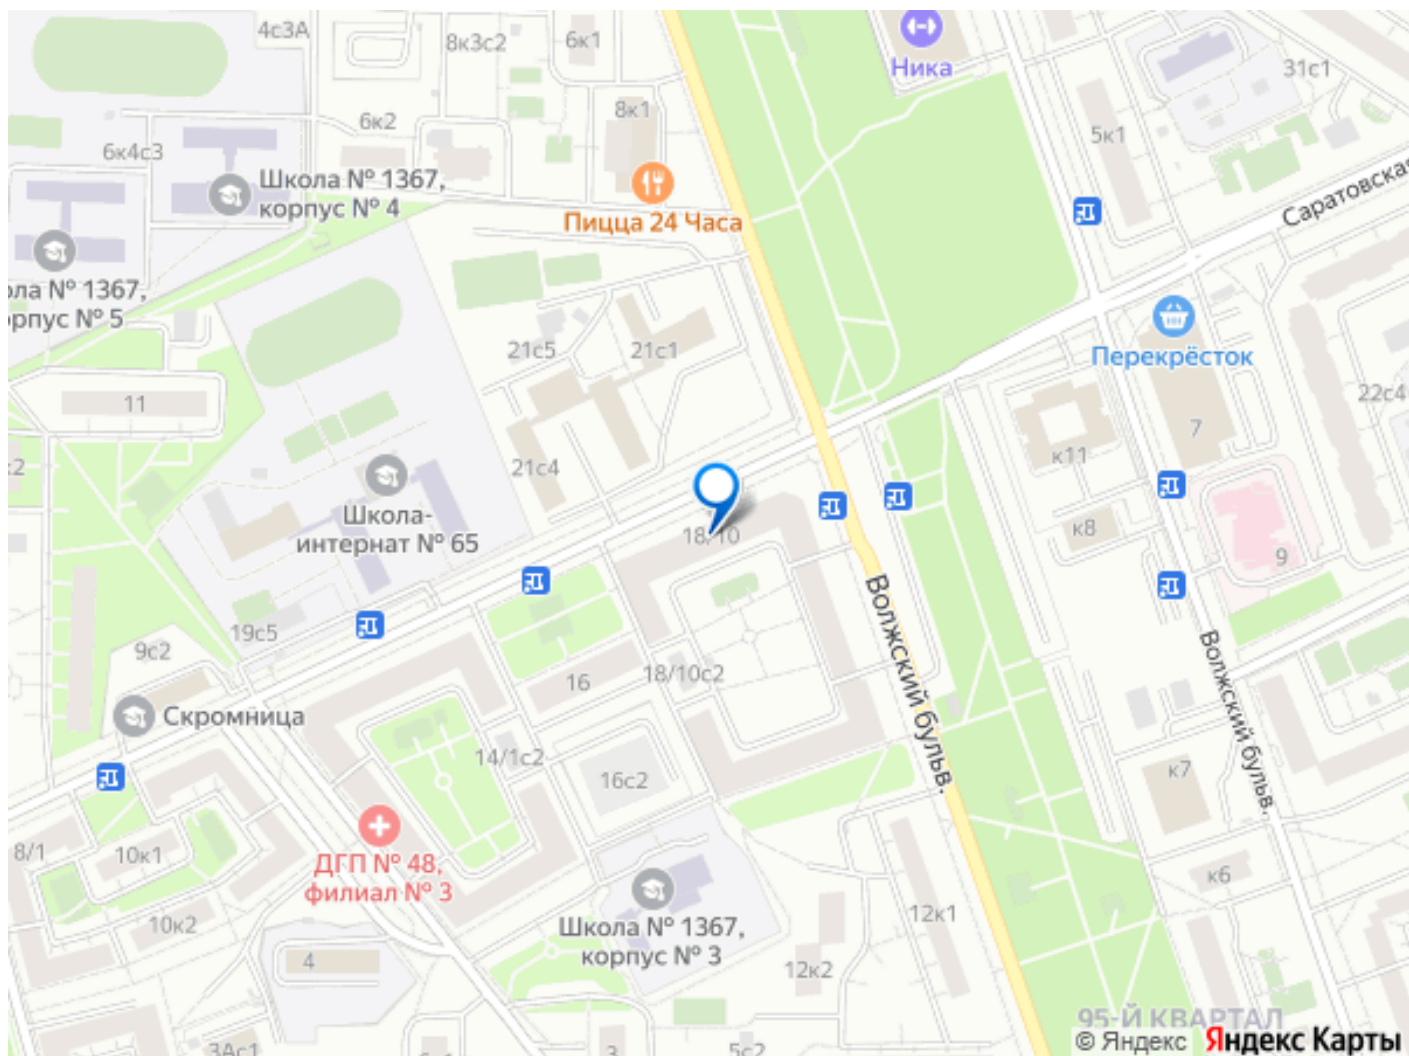 4с3А
8к3с2
6к1
Ника
31с1
8к1
6к2
5к1
6к4с3
Школа № 1367,
корпус № 4
Саратовская
Пицца 24 Часа
ола № 1367,
орпус № 5
21с5
21с1
Перекрёсток
11
22с4
7
к11
21с4
Школа-
интернат № 65
18/10
к8
9
Волжский бульв.
19с5
9с2
16
18/10с2
Волжский бульв.
Скромница
14/1с2
16с2
к7
8/1
10к1
ДГП № 48,
филиал № 3
к6
10к2
Школа № 1367,
корпус № 3
12к1
4
12к2
95-Й КВАРТАЛ
3Ас1
3
5с2
© Яндекс Яндекс Карты